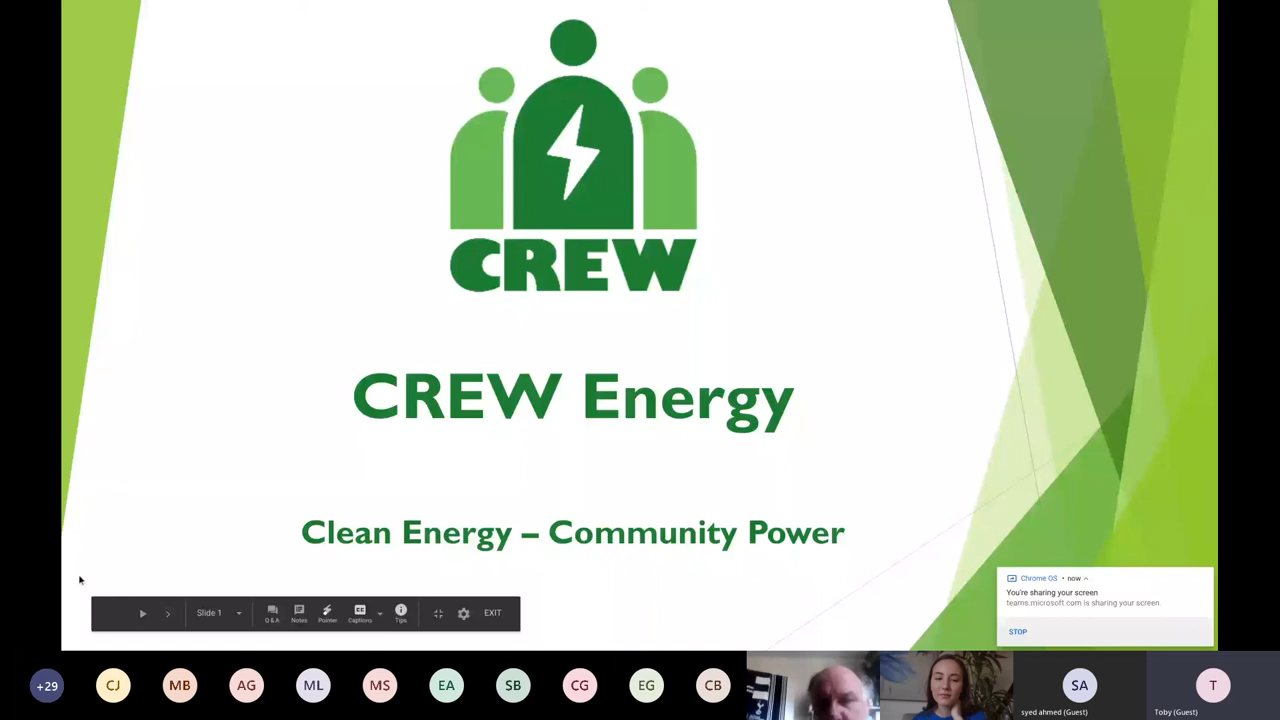 CREW
CREW Energy
Clean Energy – Community Power
Slide 1
Q & A
Notes
Pointer
CC
Captions
Tips
EXIT
Chrome OS • now
You're sharing your screen
teams.microsoft.com is sharing your screen
STOP
+29
CJ
MB
AG
ML
MS
EA
SB
CG
EG
CB
SA
syed ahmed (Guest)
T
Toby (Guest)